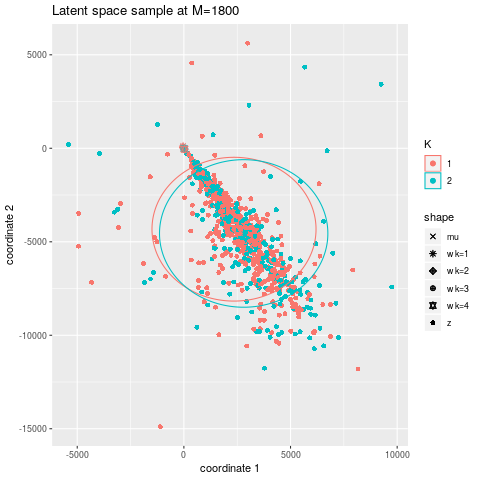 Latent space sample at M=1800
5000
0
-5000
-10000
-15000
coordinate 2
-5000
0
5000
10000
coordinate 1
K
1
2
shape
mu
w k=1
w k=2
w k=3
w k=4
z